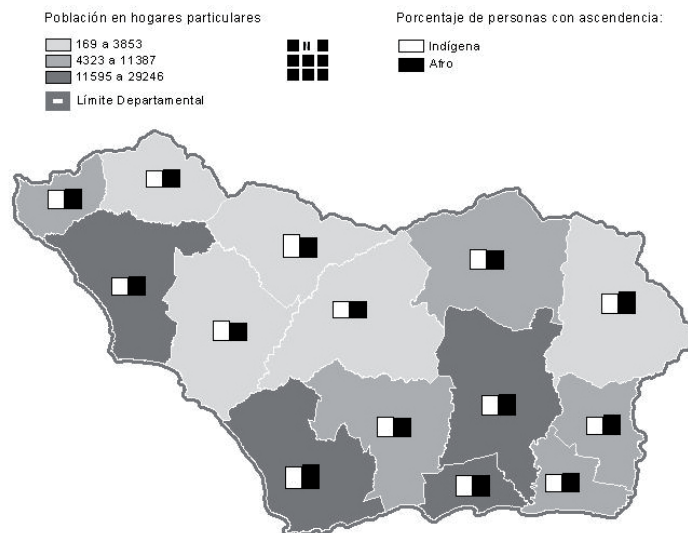 Población en hogares particulares
169 a 3853
4323 a 11387
11595 a 29246
Límite Departamental
N
Porcentaje de personas con ascendencia:
Indígena
Afro